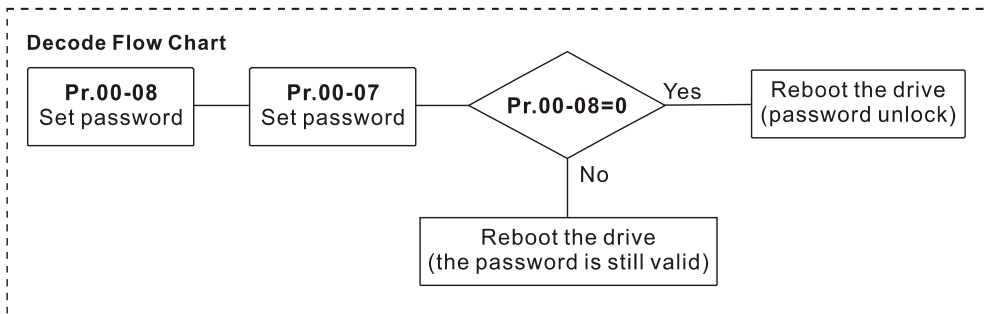 Decode Flow Chart
Pr.00-08
Set password
Pr.00-07
Set password
Pr.00-08=0
Yes
Reboot the drive
(password unlock)
No
Reboot the drive
(the password is still valid)